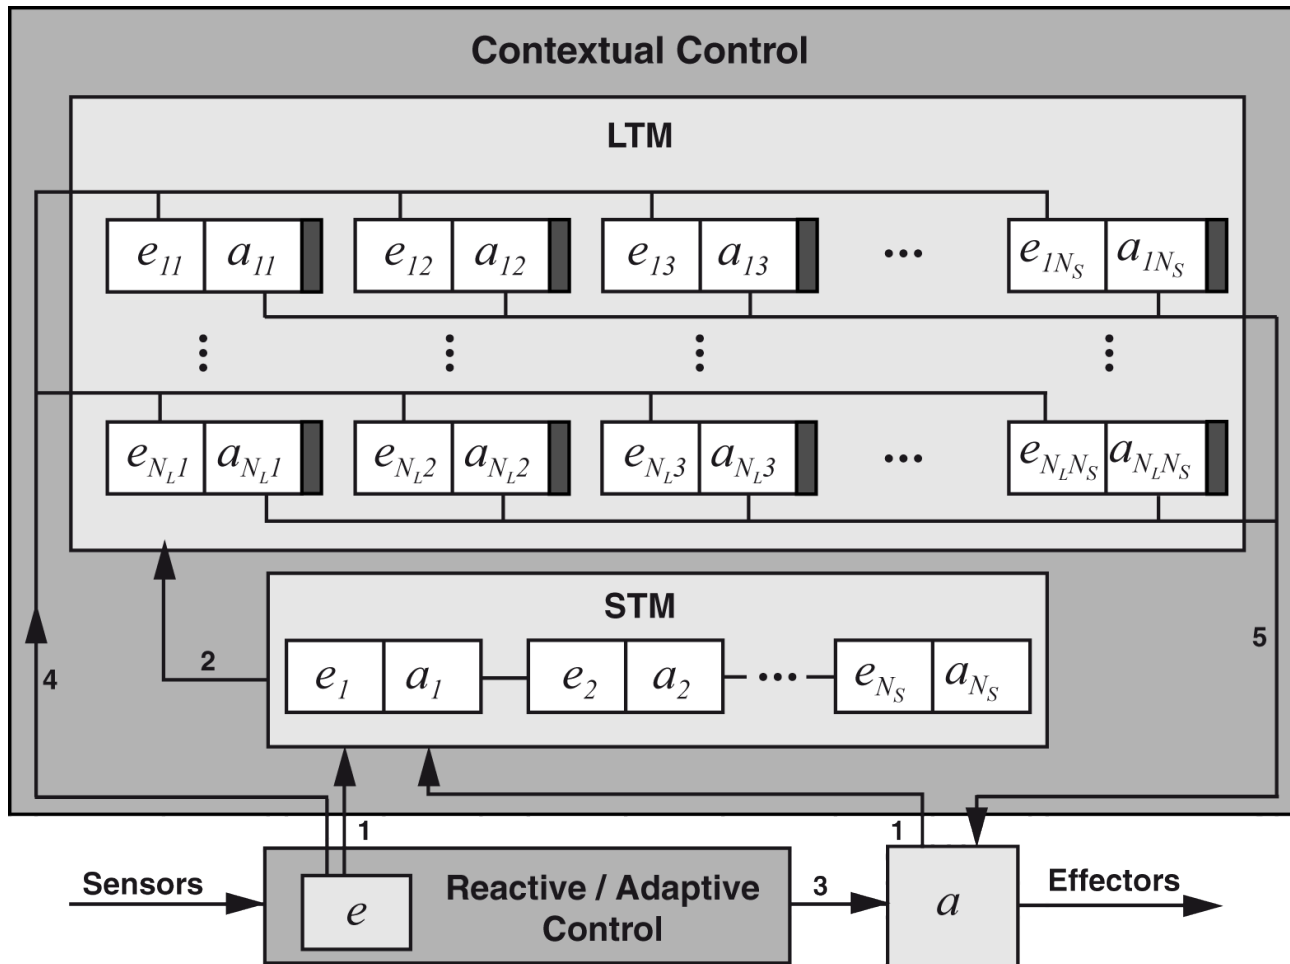 Contextual Control
LTM
e11 a11 e12 a12 e13 a13 ... e1NS a1NS
eNL1 aNL1 eNL2 aNL2 eNL3 aNL3 ... eNLNS aNLNS
STM
5
2
4
e1 a1 e2 a2 ... eNS aNS
1 1
Sensors
Reactive / Adaptive
Control
e
3
a
Effectors